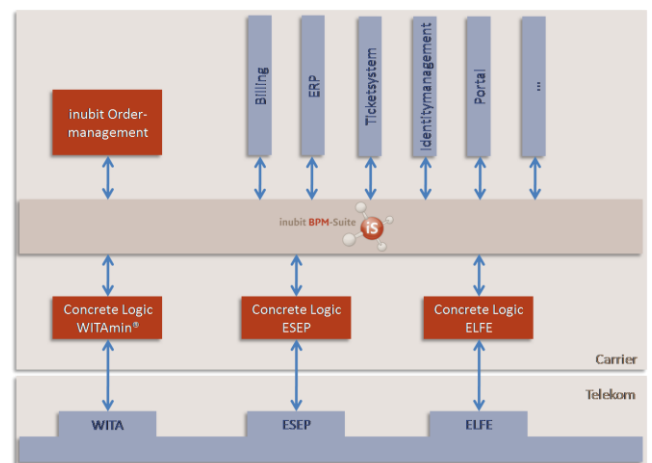 inubit Order-
management
Billing
ERP
Ticketsystem
Identitymanagement
Portal
...
inubit BPM-Suite
iS
Concrete Logic
WITAmin®
Concrete Logic
ESEP
Concrete Logic
ELFE
Carrier
Telekom
WITA
ESEP
ELFE